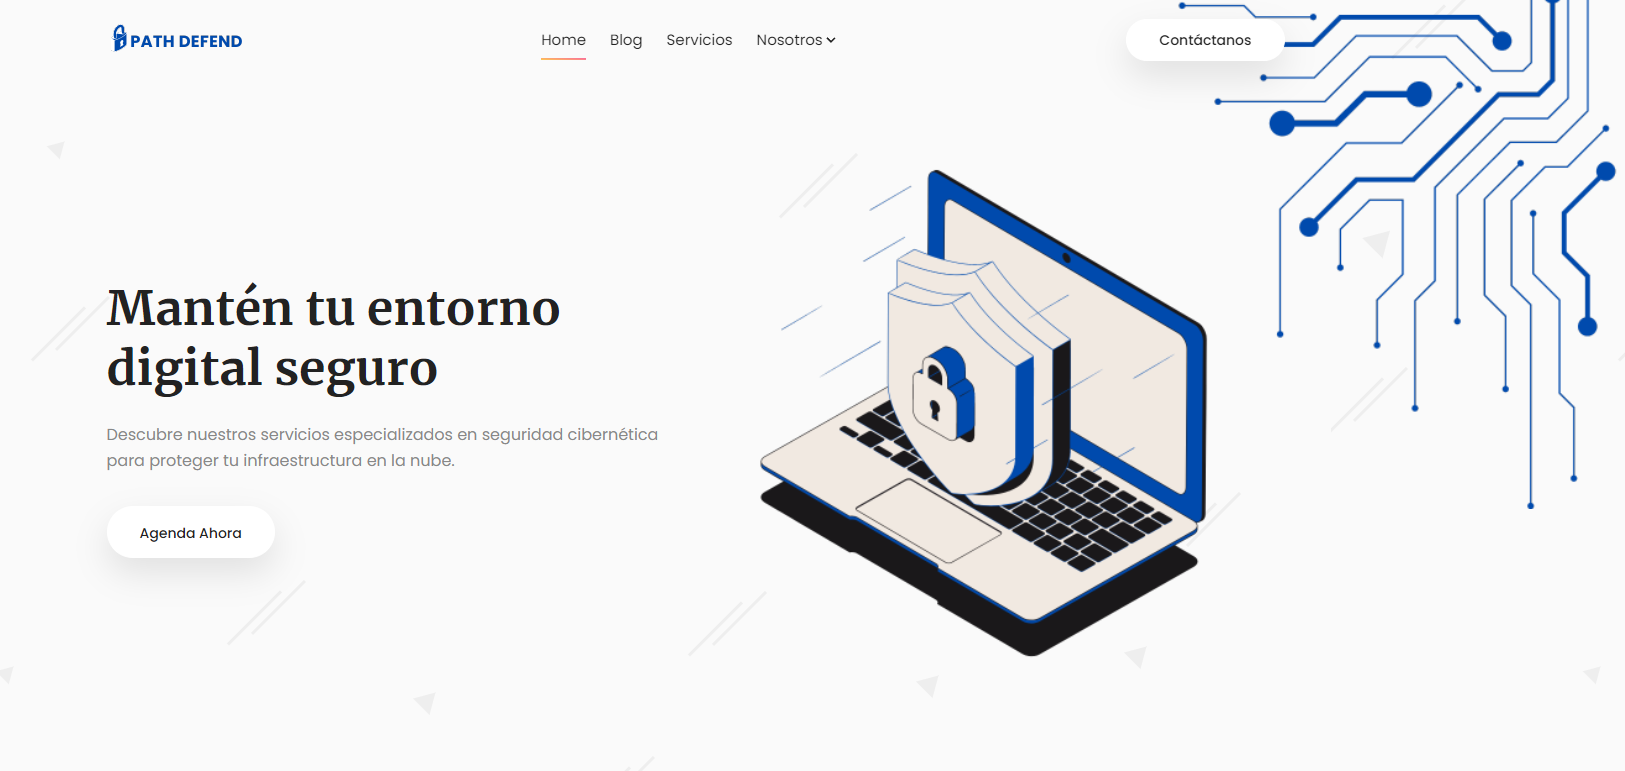 PATH DEFEND
Home
Blog
Servicios
Nosotros
Contáctanos
Mantén tu entorno
digital seguro
Descubre nuestros servicios especializados en seguridad cibernética
para proteger tu infraestructura en la nube.
Agenda Ahora